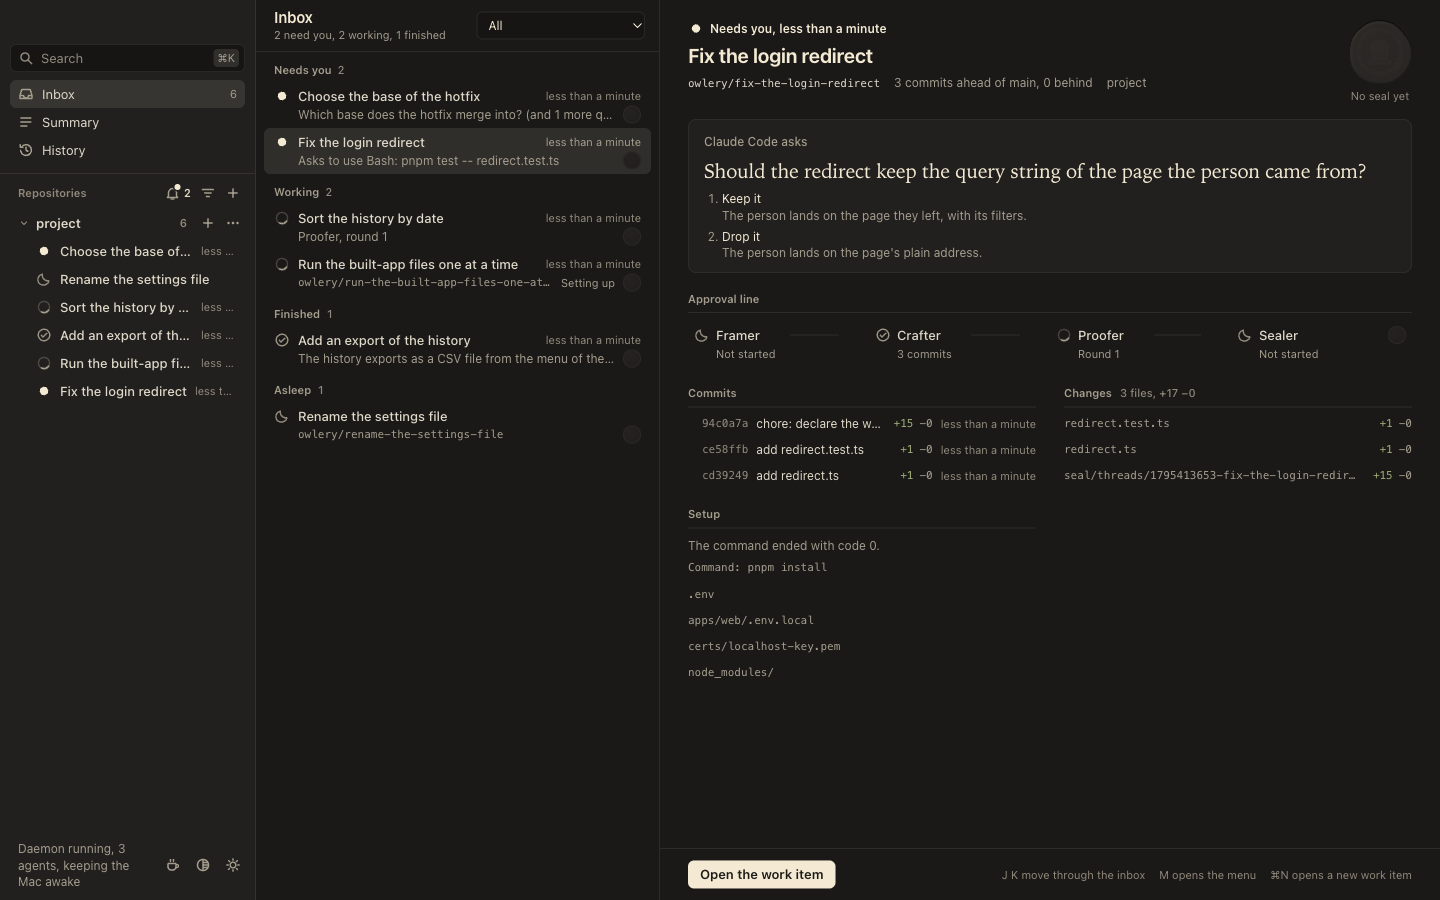 Search ⌘K
Inbox 6
Summary
History
Repositories 2
project 6
Choose the base of... less ...
Rename the settings file
Sort the history by ... less ...
Add an export of th... less ...
Run the built-app fi... less ...
Fix the login redirect less t...
Daemon running, 3
agents, keeping the
Mac awake
Inbox
2 need you, 2 working, 1 finished
All
Needs you 2
Choose the base of the hotfix less than a minute
Which base does the hotfix merge into? (and 1 more q...
Fix the login redirect less than a minute
Asks to use Bash: pnpm test -- redirect.test.ts
Working 2
Sort the history by date less than a minute
Proofer, round 1
Run the built-app files one at a time less than a minute
owlery/run-the-built-app-files-one-at... Setting up
Finished 1
Add an export of the history less than a minute
The history exports as a CSV file from the menu of the...
Asleep 1
Rename the settings file
owlery/rename-the-settings-file
Needs you, less than a minute
Fix the login redirect
owlery/fix-the-login-redirect 3 commits ahead of main, 0 behind project
No seal yet
Claude Code asks
Should the redirect keep the query string of the page the person came from?
1. Keep it
The person lands on the page they left, with its filters.
2. Drop it
The person lands on the page's plain address.
Approval line
Framer Crafter Proofer Sealer
Not started 3 commits Round 1 Not started
Commits
94c0a7a chore: declare the w... +15 −0 less than a minute
ce58ffb add redirect.test.ts +1 −0 less than a minute
cd39249 add redirect.ts +1 −0 less than a minute
Changes 3 files, +17 −0
redirect.test.ts +1 −0
redirect.ts +1 −0
seal/threads/1795413653-fix-the-login-redir... +15 −0
Setup
The command ended with code 0.
Command: pnpm install
.env
apps/web/.env.local
certs/localhost-key.pem
node_modules/
Open the work item
J K move through the inbox M opens the menu ⌘N opens a new work item